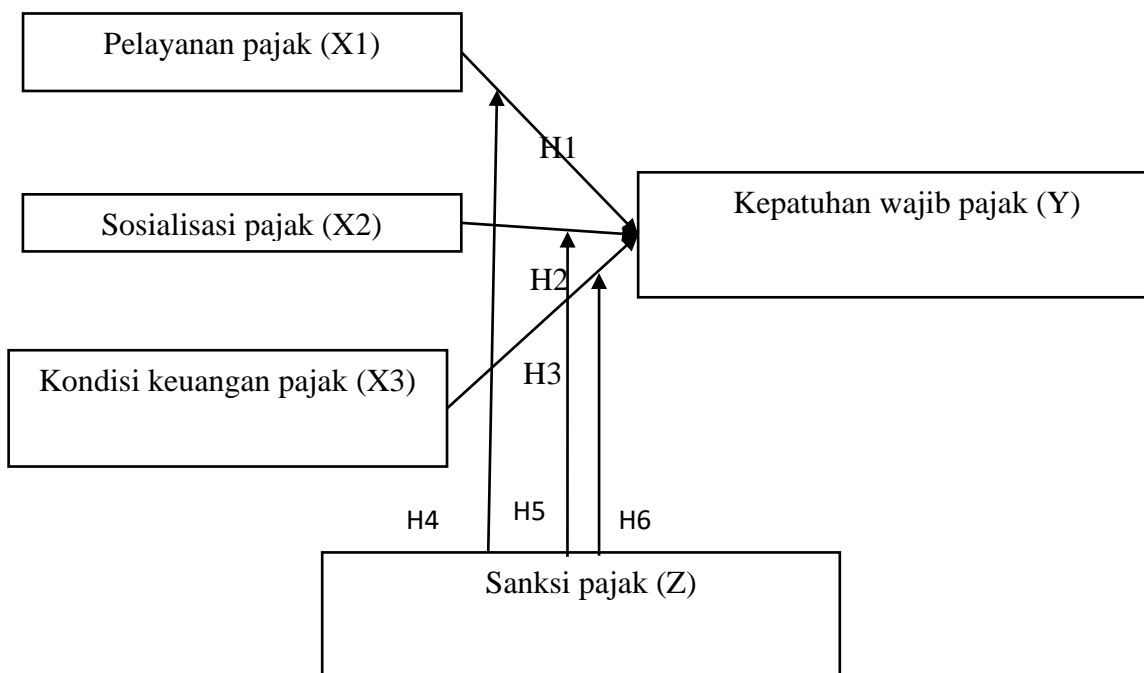 Pelayanan pajak (X1)
H1
Kepatuhan wajib pajak (Y)
Sosialisasi pajak (X2)
H2
Kondisi keuangan pajak (X3)
H3
H4
H5
H6
Sanksi pajak (Z)